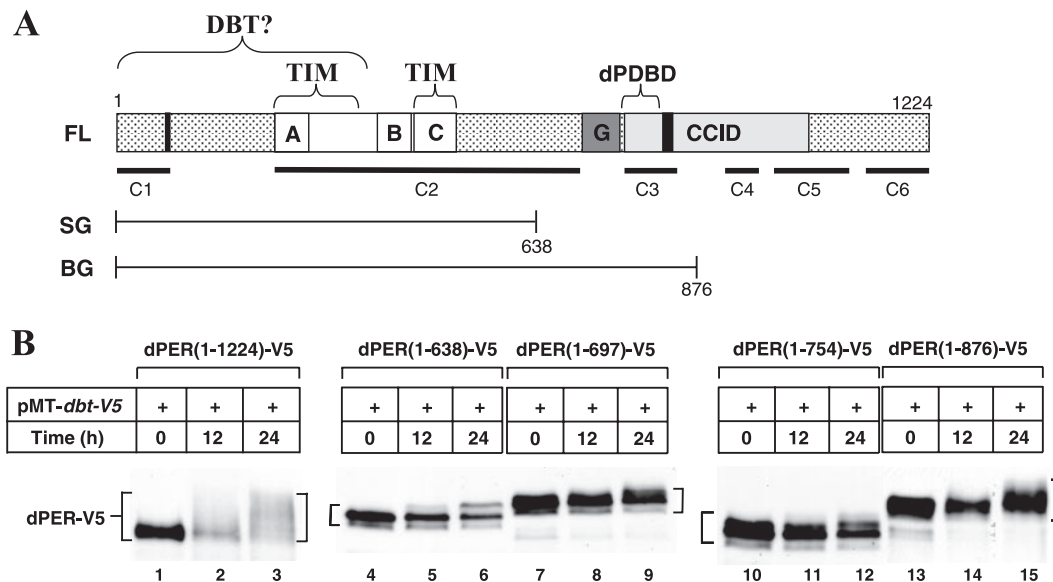 A
DBT?
TIM TIM dPDBD
1 1224
FL A B C G CCID
C1 C2 C3 C4 C5 C6
SG
638
BG
876
B
dPER(1-1224)-V5 dPER(1-638)-V5 dPER(1-697)-V5 dPER(1-754)-V5 dPER(1-876)-V5
pMT-dbt-V5 + + + + + + + + + + + + + + +
Time (h) 0 12 24 0 12 24 0 12 24 0 12 24 0 12 24
dPER-V5
1 2 3 4 5 6 7 8 9 10 11 12 13 14 15